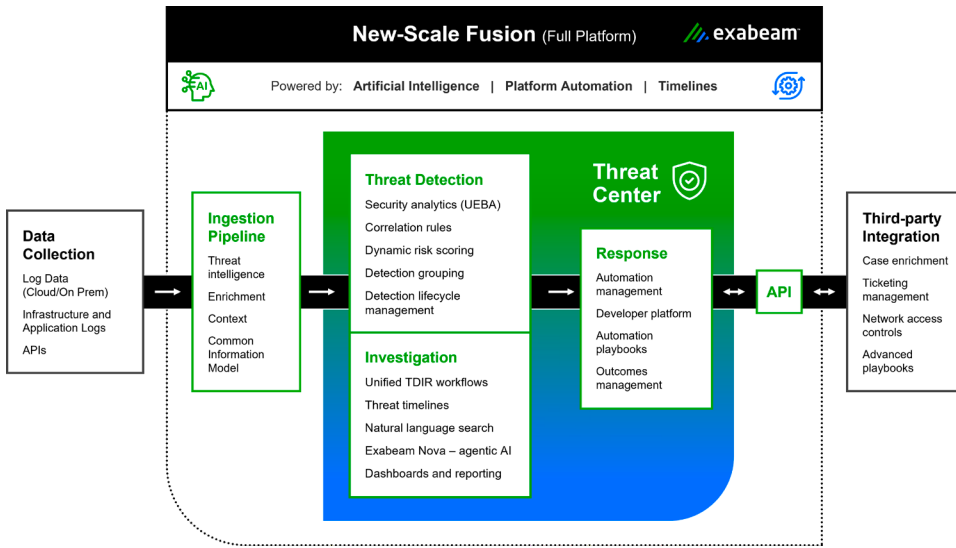 New-Scale Fusion (Full Platform)
exabeam
AI
Powered by: Artificial Intelligence | Platform Automation | Timelines
Data
Collection
Log Data
(Cloud/On Prem)
Infrastructure and
Application Logs
APIs
Ingestion
Pipeline
Threat
intelligence
Enrichment
Context
Common
Information
Model
Threat Detection
Security analytics (UEBA)
Correlation rules
Dynamic risk scoring
Detection grouping
Detection lifecycle
management
Investigation
Unified TDIR workflows
Threat timelines
Natural language search
Exabeam Nova – agentic AI
Dashboards and reporting
Threat
Center
Response
Automation
management
Developer platform
Automation
playbooks
Outcomes
management
API
Third-party
Integration
Case enrichment
Ticketing
management
Network access
controls
Advanced
playbooks